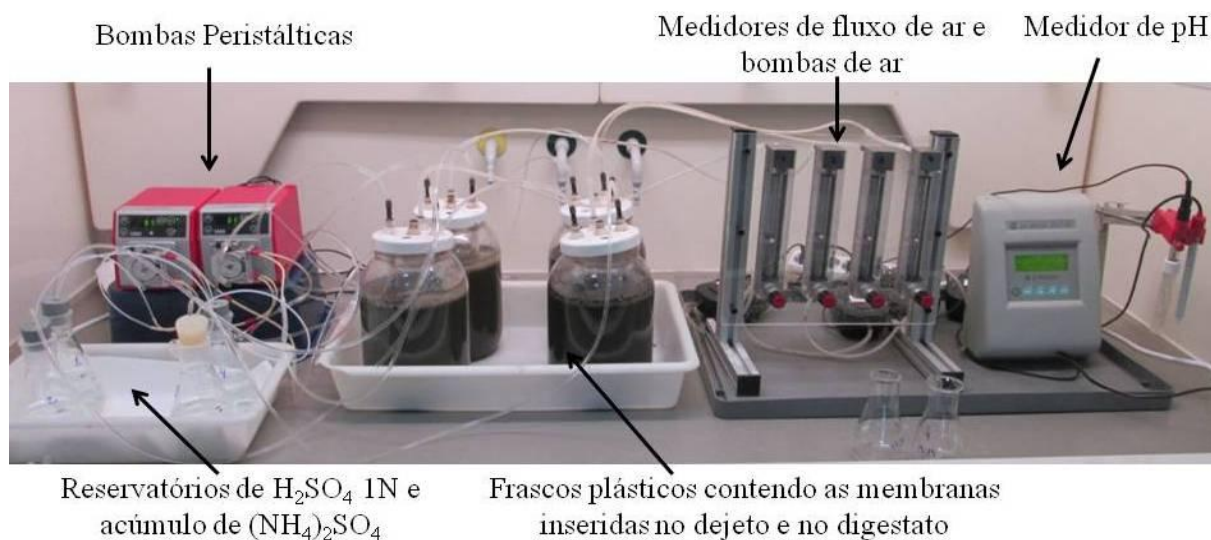 Bombas Peristálticas
Medidores de fluxo de ar e
bombas de ar
Medidor de pH
Reservatórios de H₂SO₄ 1N e
acúmulo de (NH₄)₂SO₄
Frascos plásticos contendo as membranas
inseridas no dejeto e no digestato